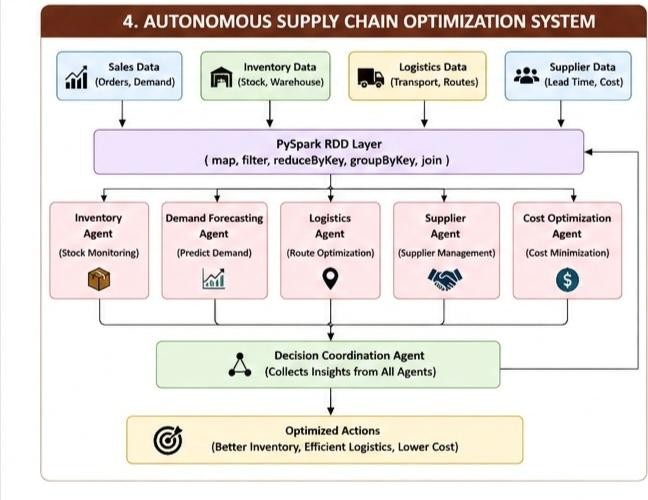 4. AUTONOMOUS SUPPLY CHAIN OPTIMIZATION SYSTEM
Sales Data
(Orders, Demand)
Inventory Data
(Stock, Warehouse)
Logistics Data
(Transport, Routes)
Supplier Data
(Lead Time, Cost)
PySpark RDD Layer
( map, filter, reduceByKey, groupByKey, join )
Inventory
Agent
(Stock Monitoring)
Demand Forecasting
Agent
(Predict Demand)
Logistics
Agent
(Route Optimization)
Supplier
Agent
(Supplier Management)
Cost Optimization
Agent
(Cost Minimization)
$
Decision Coordination Agent
(Collects Insights from All Agents)
Optimized Actions
(Better Inventory, Efficient Logistics, Lower Cost)